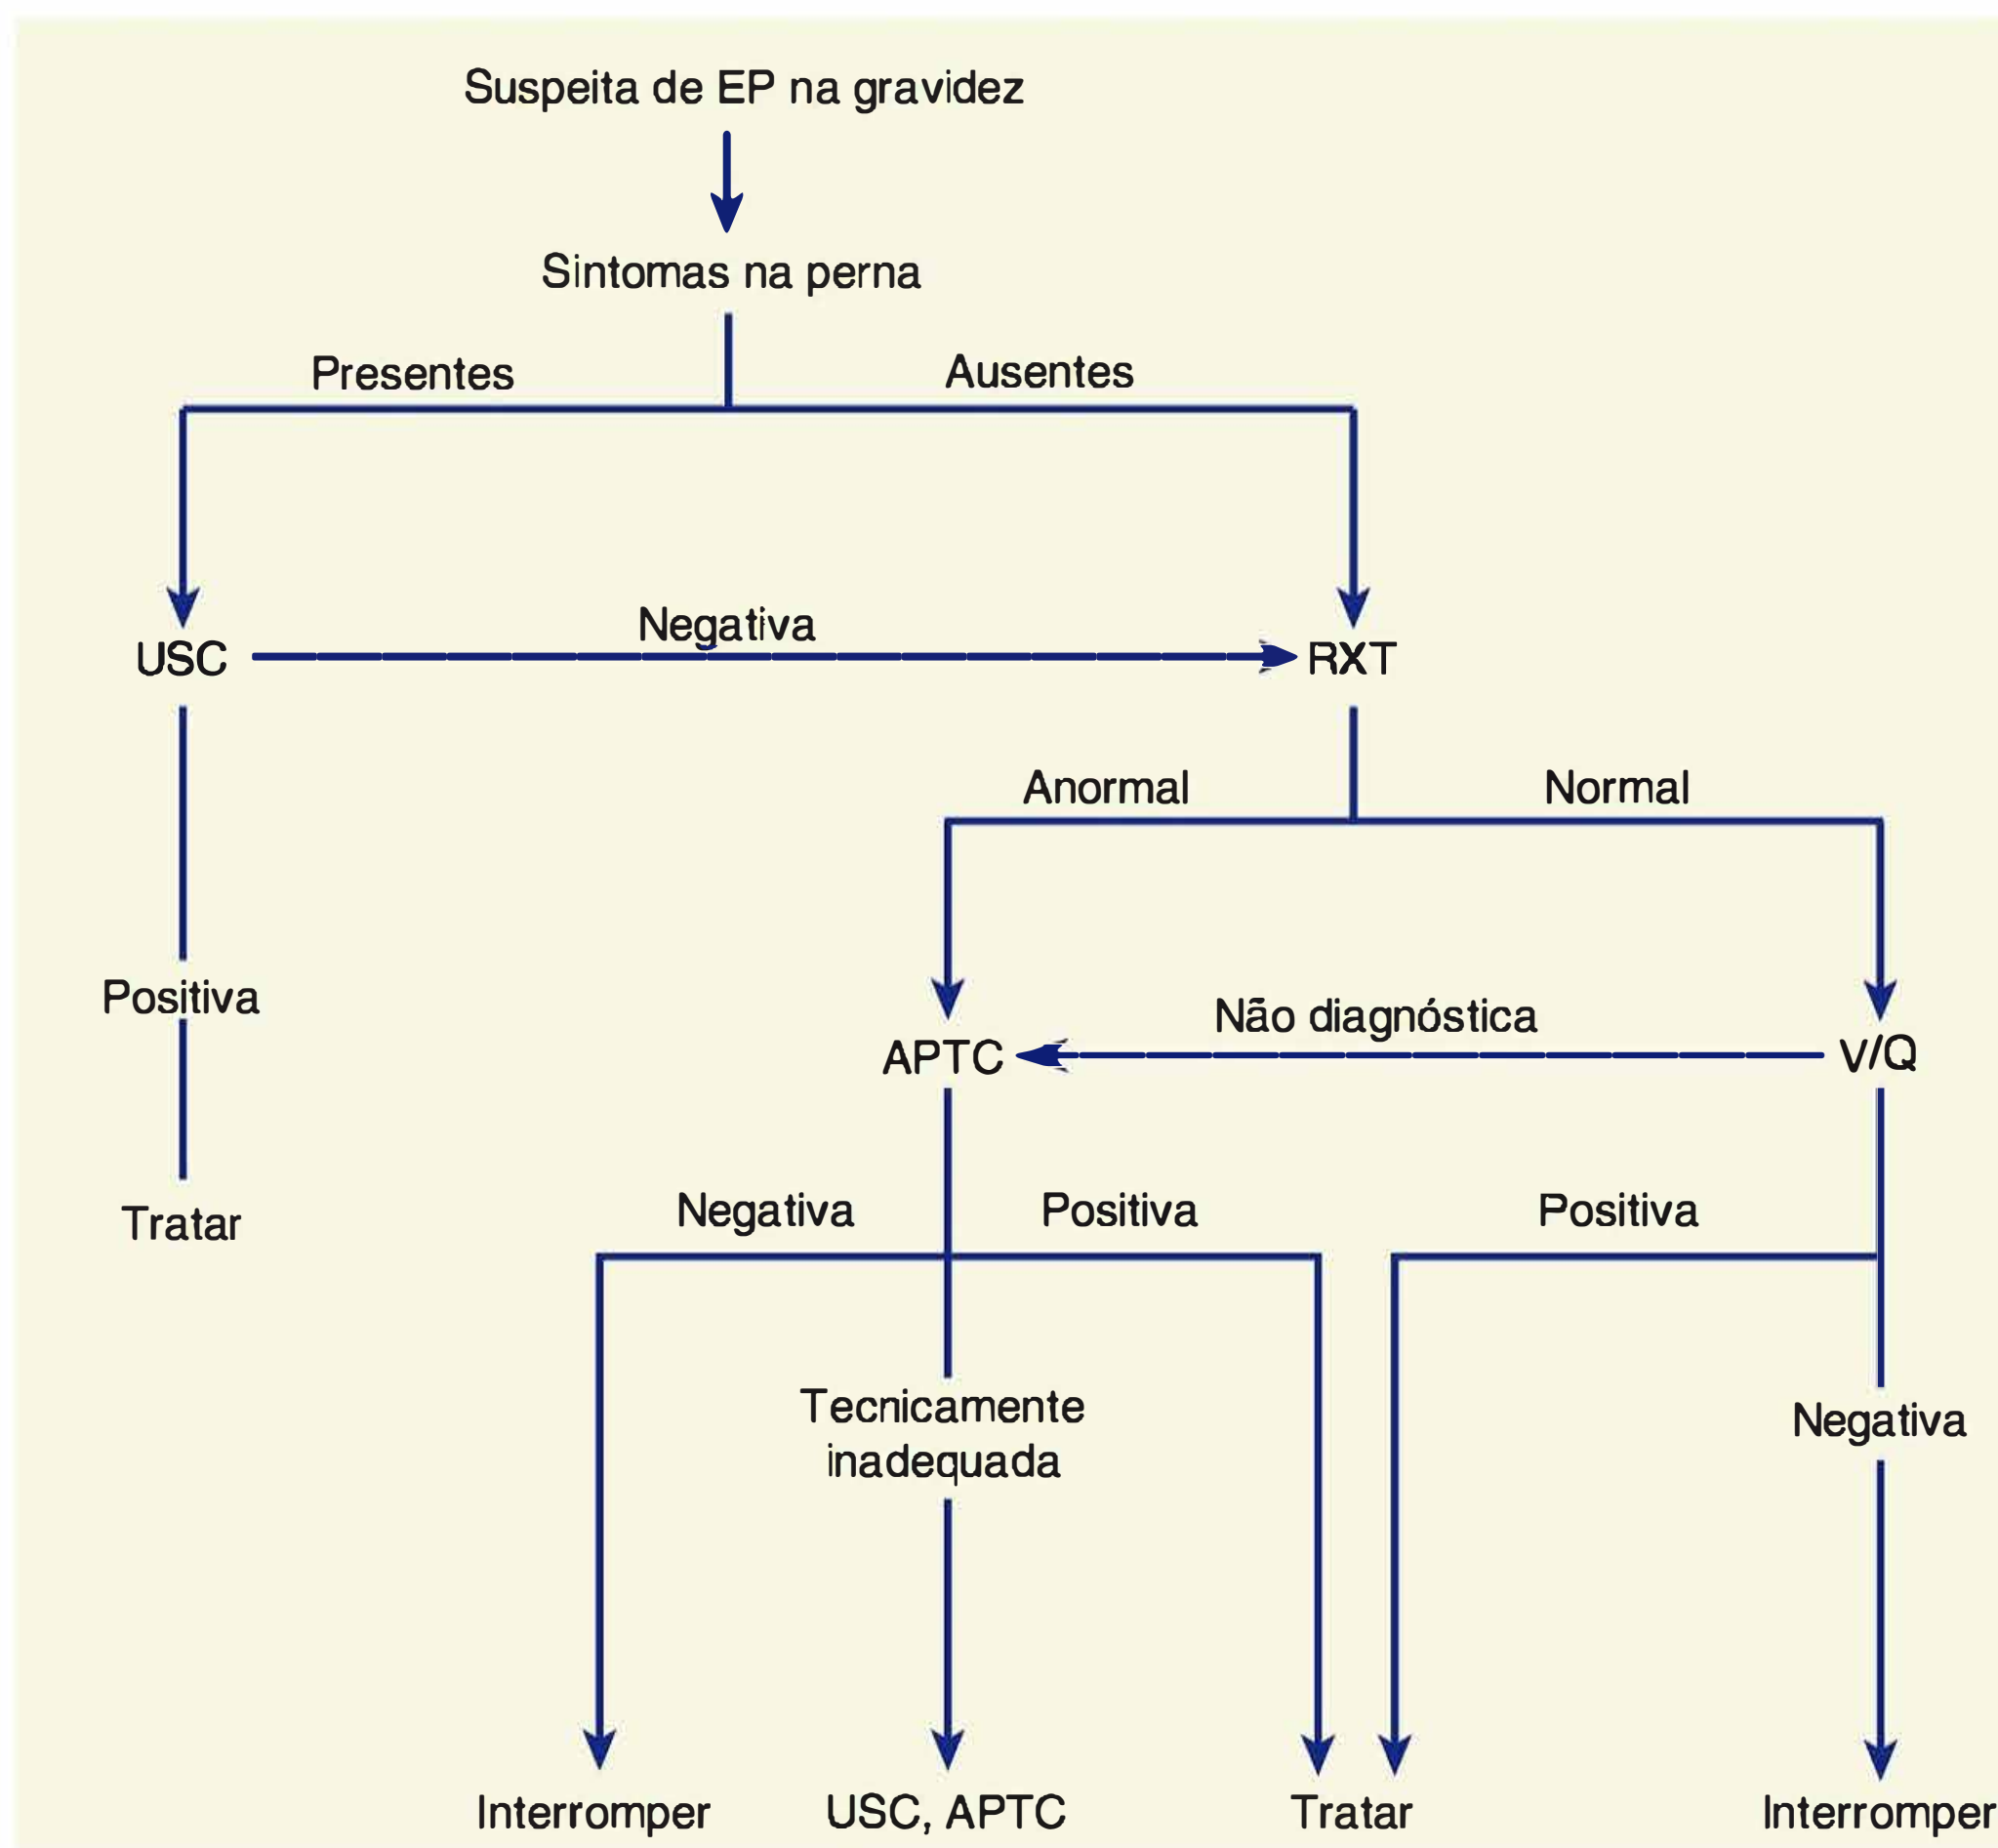 Suspeita de EP na gravidez
Sintomas na perna
Presentes
Ausentes
Negativa
USC
RXT
Anormal
Normal
Positiva
Não diagnóstica
APTC
V/Q
Tratar
Negativa
Positiva
Positiva
Tecnicamente
inadequada
Negativa
Interromper
USC, APTC
Tratar
Interromper